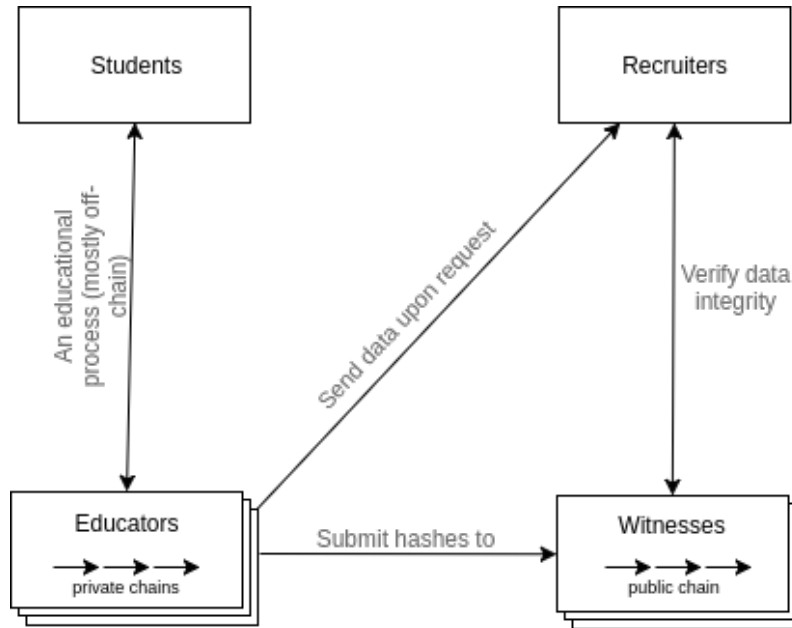 Students
Recruiters
An educational
process (mostly off-
chain)
Send data upon request
Verify data
integrity
Educators
private chains
Submit hashes to
Witnesses
public chain